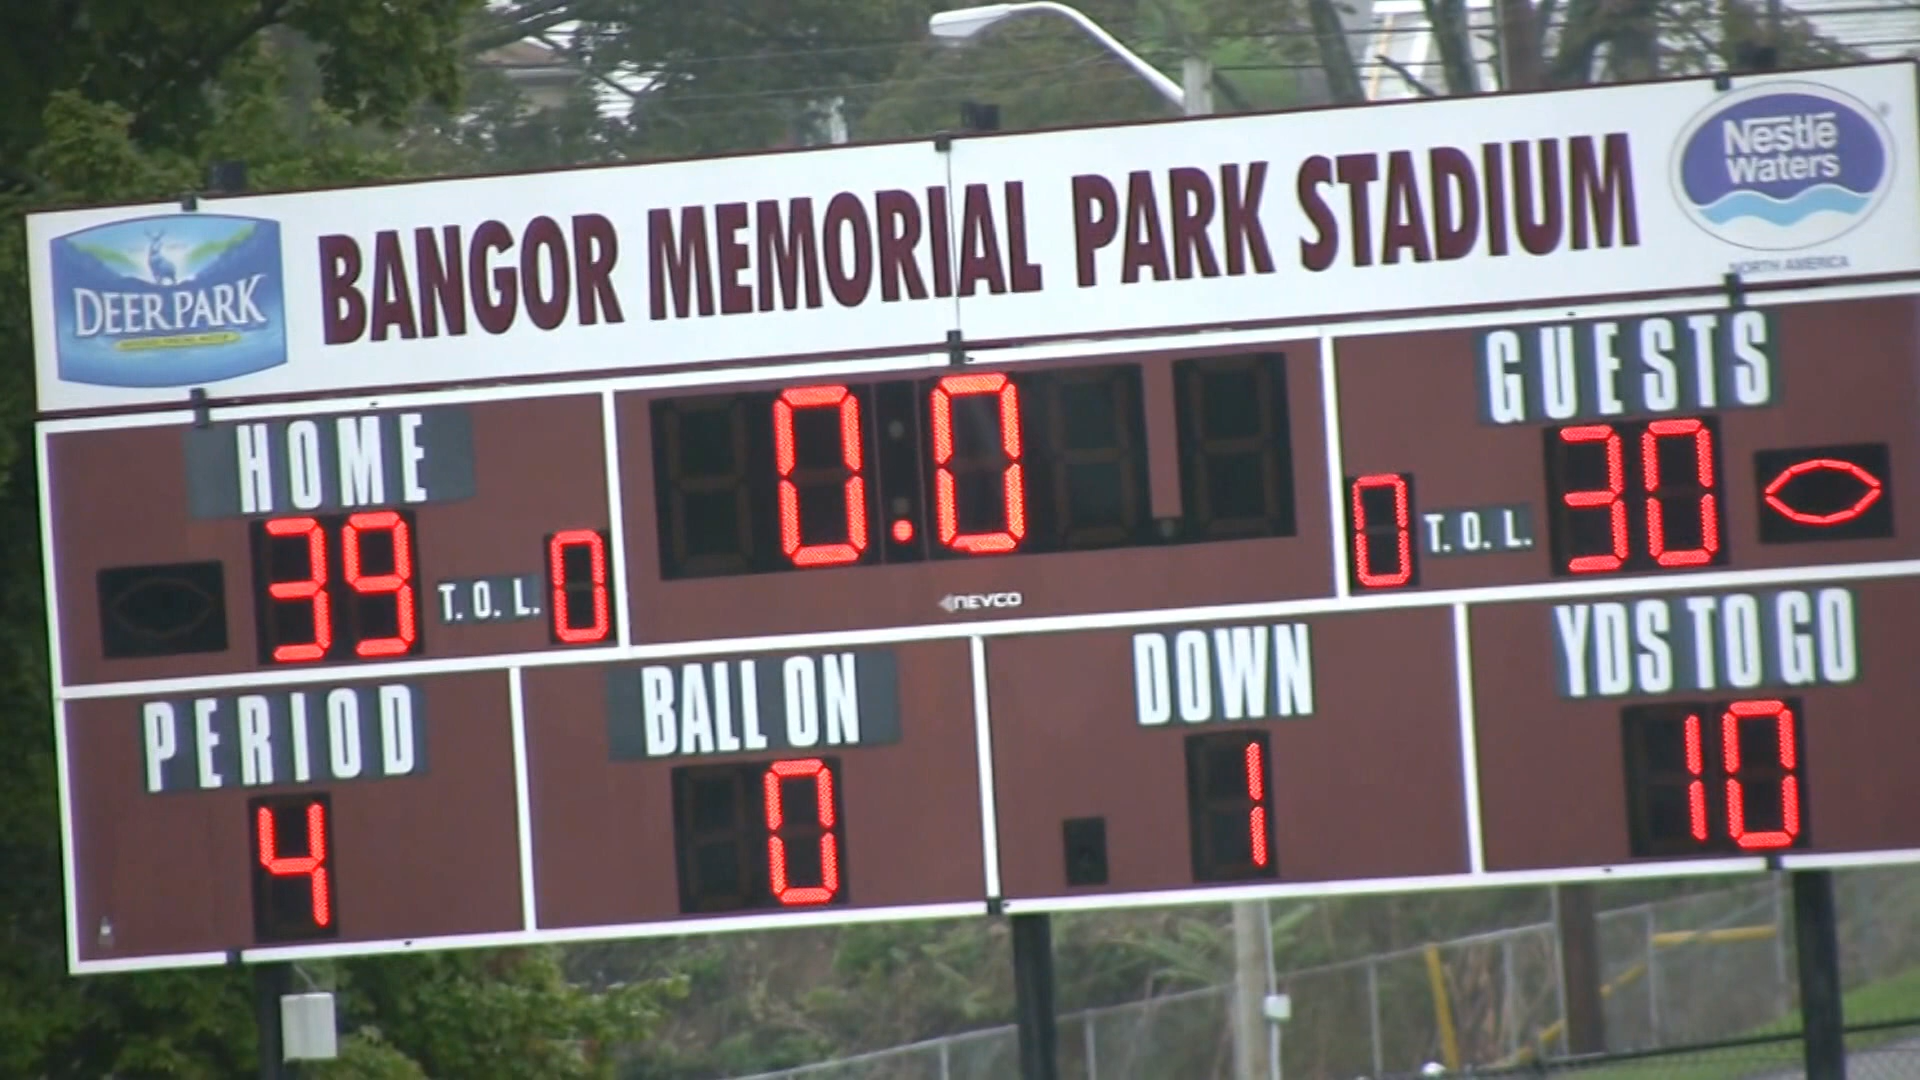 DEER PARK
BANGOR MEMORIAL PARK STADIUM
Nestlé
Waters
NORTH AMERICA
HOME
39
T.O.L. 0
0.0
NEVCO
GUESTS
0 T.O.L. 30
PERIOD
4
BALL ON
0
DOWN
1
YDS TO GO
10